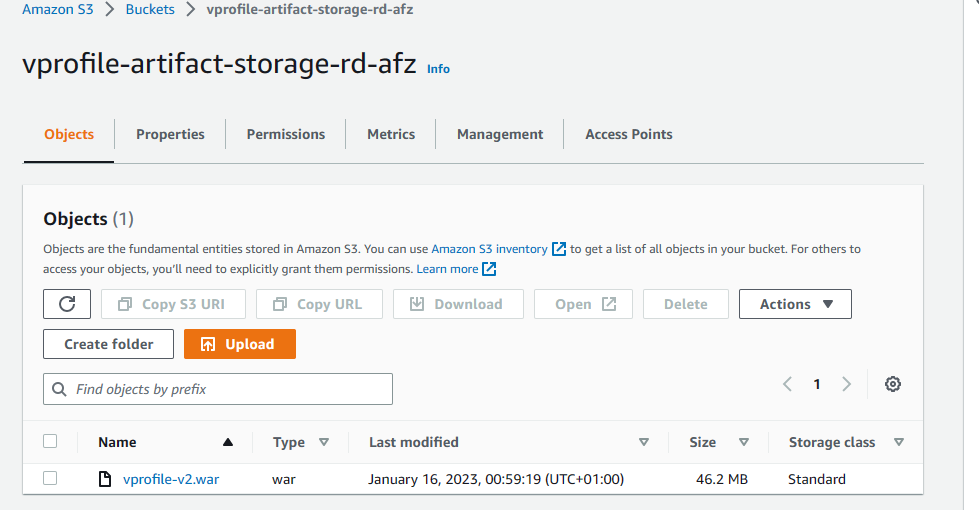 Amazon S3 > Buckets > vprofile-artifact-storage-rd-afz
vprofile-artifact-storage-rd-afz Info
Objects Properties Permissions Metrics Management Access Points
Objects (1)
Objects are the fundamental entities stored in Amazon S3. You can use Amazon S3 inventory to get a list of all objects in your bucket. For others to
access your objects, you'll need to explicitly grant them permissions. Learn more
Copy S3 URI Copy URL Download Open Delete Actions
Create folder Upload
Find objects by prefix 1
Name Type Last modified Size Storage class
vprofile-v2.war war January 16, 2023, 00:59:19 (UTC+01:00) 46.2 MB Standard